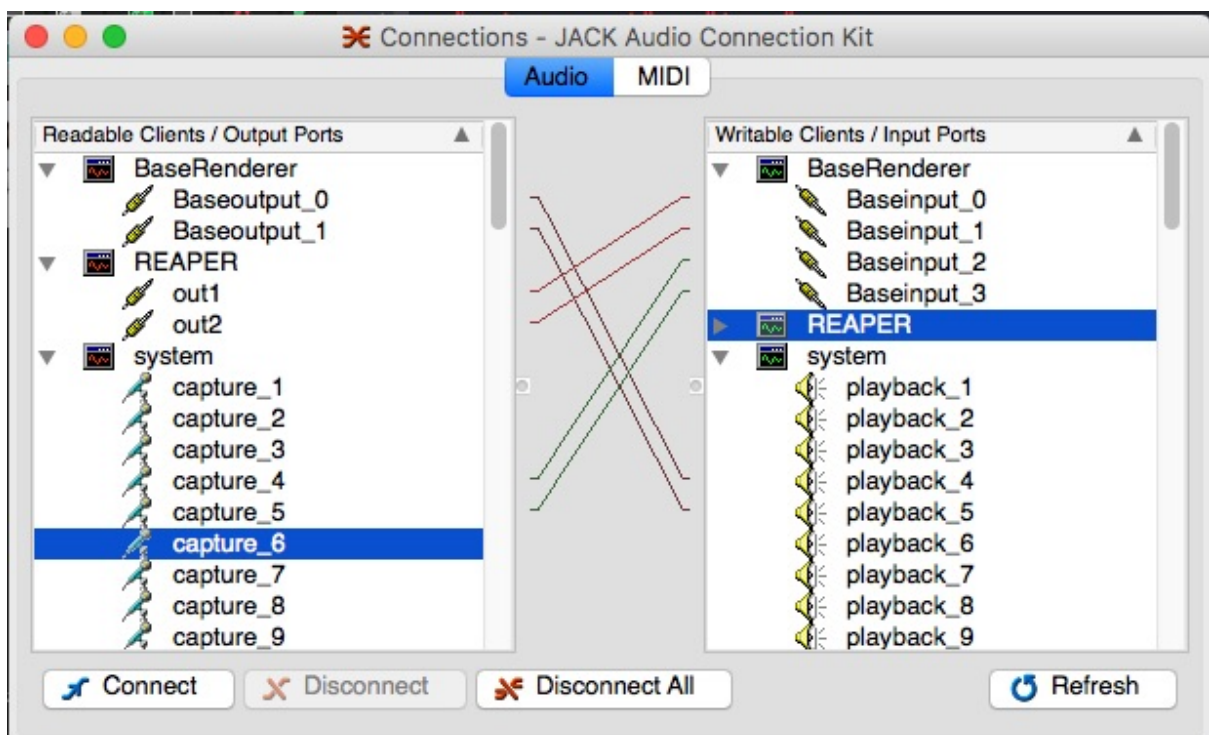 Connections - JACK Audio Connection Kit
Audio MIDI
Readable Clients / Output Ports
BaseRenderer
Baseoutput_0
Baseoutput_1
REAPER
out1
out2
system
capture_1
capture_2
capture_3
capture_4
capture_5
capture_6
capture_7
capture_8
capture_9
Writable Clients / Input Ports
BaseRenderer
Baseinput_0
Baseinput_1
Baseinput_2
Baseinput_3
REAPER
system
playback_1
playback_2
playback_3
playback_4
playback_5
playback_6
playback_7
playback_8
playback_9
Connect Disconnect Disconnect All Refresh